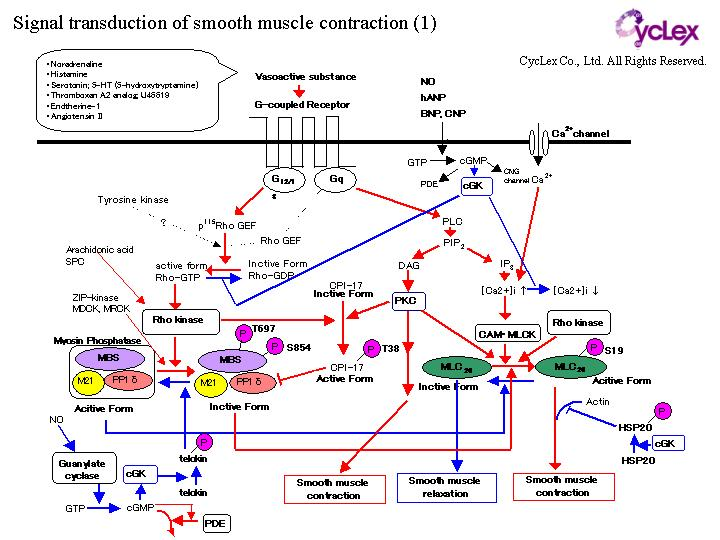 Signal transduction of smooth muscle contraction (1)
CycLex
CycLex Co., Ltd. All Rights Reserved.
•Noradrenaline
•Histamine
•Serotonin; 5-HT (5-hydroxytryptamine)
•Thromboxan A2 analog; U46619
•Endtherine-1
•Angiotensin II
Vasoactive substance
G-coupled Receptor
NO
hANP
BNP, CNP
Ca2+channel
GTP
cGMP
PDE
cGK
CNG
channel
Ca2+
G12/1
Gq
ε
Tyrosine kinase
?
p115Rho GEF
Rho GEF
PLC
PIP2
Arachidonic acid
SPC
active form
Rho-GTP
Inctive Form
Rho-GDP
DAG
IP3
CPI-17
Inctive Form
PKC
[Ca2+]i ↑
[Ca2+]i ↓
ZIP-kinase
MDCK, MRCK
Rho kinase
P
T697
CAM•MLCK
Rho kinase
Myosin Phosphatase
MBS
M21
PP1 δ
MBS
M21
PP1 δ
P
S854
P
T38
CPI-17
Active Form
MLC20
MLC20
P
S19
Acitive Form
Inctive Form
Inctive Form
Acitive Form
NO
Actin
P
HSP20
cGK
HSP20
P
telokin
Guanylate
cyclase
cGK
telokin
GTP
cGMP
PDE
Smooth muscle
contraction
Smooth muscle
relaxation
Smooth muscle
contraction